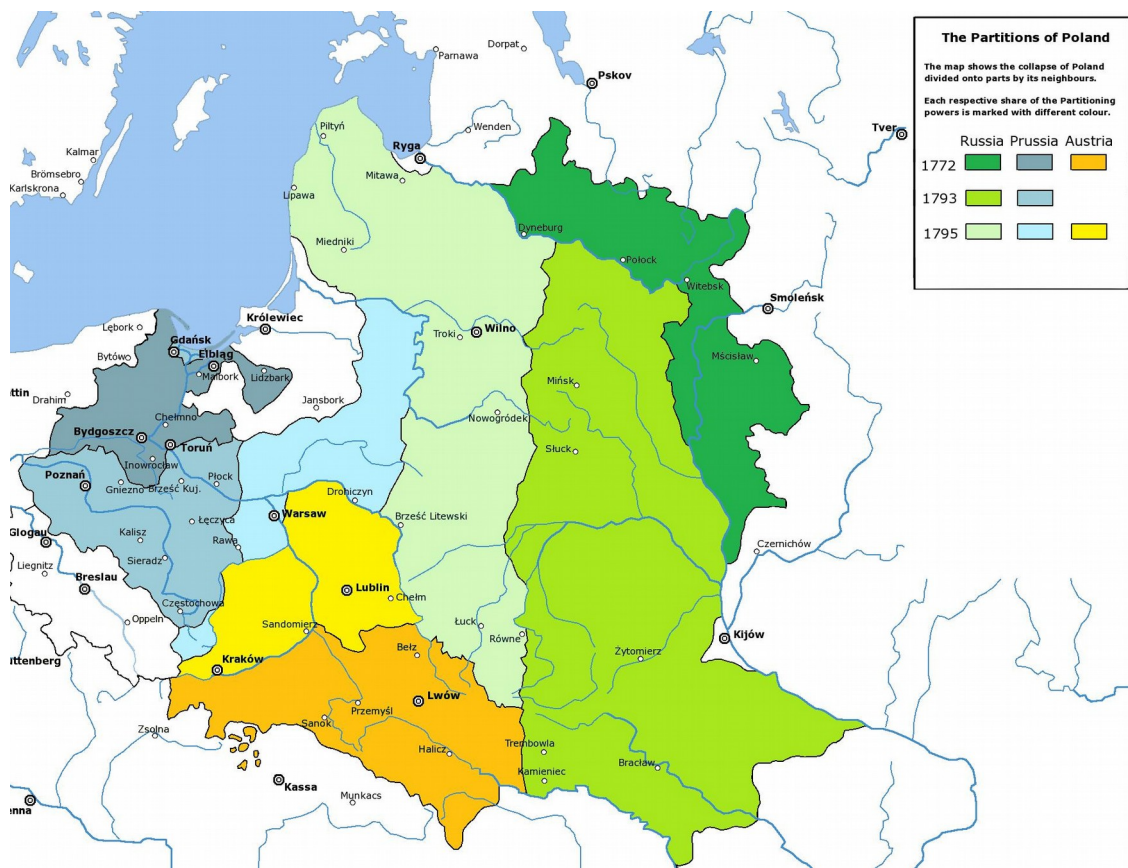 The Partitions of Poland
The map shows the collapse of Poland
divided onto parts by its neighbours.
Each respective share of the Partitioning
powers is marked with different colour.
Russia Prussia Austria
1772
1793
1795
Parnawa
Dorpat
Pskov
Tver
Piltyń
Wenden
Ryga
Kalmar
Brömsebro
Karlskrona
Mitawa
Lipawa
Miedniki
Dyneburg
Połock
Witebsk
Smoleńsk
Lębork
Królewiec
Gdańsk
Bytów
Elbląg
Malbork
Lidzbark
Troki
Wilno
Mścisław
ttin
Drahim
Jansbork
Mińsk
Chełmno
Nowogródek
Bydgoszcz
Toruń
Słuck
Inowrocław
Poznań
Gniezno
Brześć Kuj.
Płock
Drohiczyn
Warsaw
Łęczyca
Brześć Litewski
Kalisz
Rawa
Glogau
Sieradz
Czernichów
Liegnitz
Breslau
Lublin
Chełm
Częstochowa
Oppeln
Sandomierz
Łuck
Równe
Kijów
uttenberg
Kraków
Bełz
Żytomierz
Lwów
Przemyśl
Sanok
Zsolna
Halicz
Trembowla
Bracław
Kamieniec
Kassa
Munkacs
enna